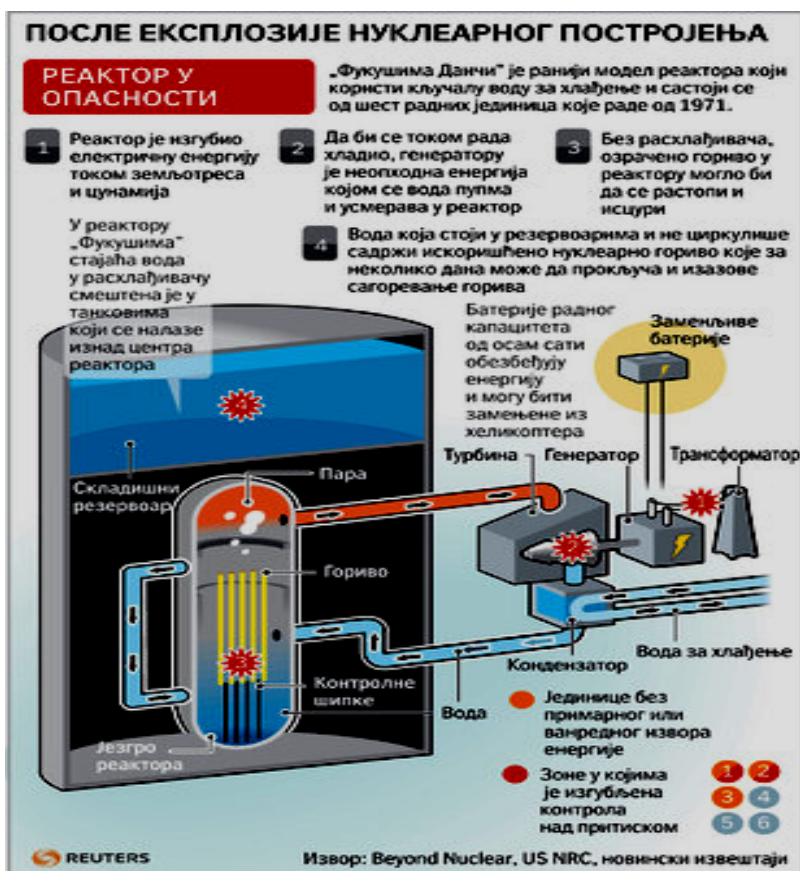 ПОСЛЕ ЕКСПЛОЗИЈЕ НУКЛЕАРНОГ ПОСТРОЈЕЊА
РЕАКТОР У
ОПАСНОСТИ
„Фукушима Данчи" је ранији модел реактора који
користи кључалу воду за хлађење и састоји се
од шест радних јединица које раде од 1971.
1
Реактор је изгубио
електричну енергију
током земљотреса
и цунамија
2
Да би се током рада
хладно, генератору
је неопходна енергија
којом се вода пупма
и усмерава у реактор
3
Без расхлађивача,
озрачено гориво у
реактору могло би
да се растопи и
исцури
4
Вода која стоји у резервоарима и не циркулише
садржи искоришћено нуклеарно гориво које за
неколико дана може да прокључа и изазове
сагоревање горива
У реактору
„Фукушима"
стајаћа вода
у расхлађивачу
смештена је у
танковима
који се налазе
изнад центра
реактора
Батерије радног
капацитета
од осам сати
обезбеђују
енергију
и могу бити
замењене из
хеликоптера
Заменљиве
батерије
4
Турбина
Генератор
Трансформатор
Складишни
резервоар
Пара
1
2
Гориво
3
Контролне
шипке
Вода
Кондензатор
Вода за хлађење
Језгро
реактора
Јединице без
примарног или
ванредног извора
енергије
Зоне у којима
је изгубљена
контрола
над притиском
1 2
3 4
5 6
REUTERS
Извор: Beyond Nuclear, US NRC, новински извештаји